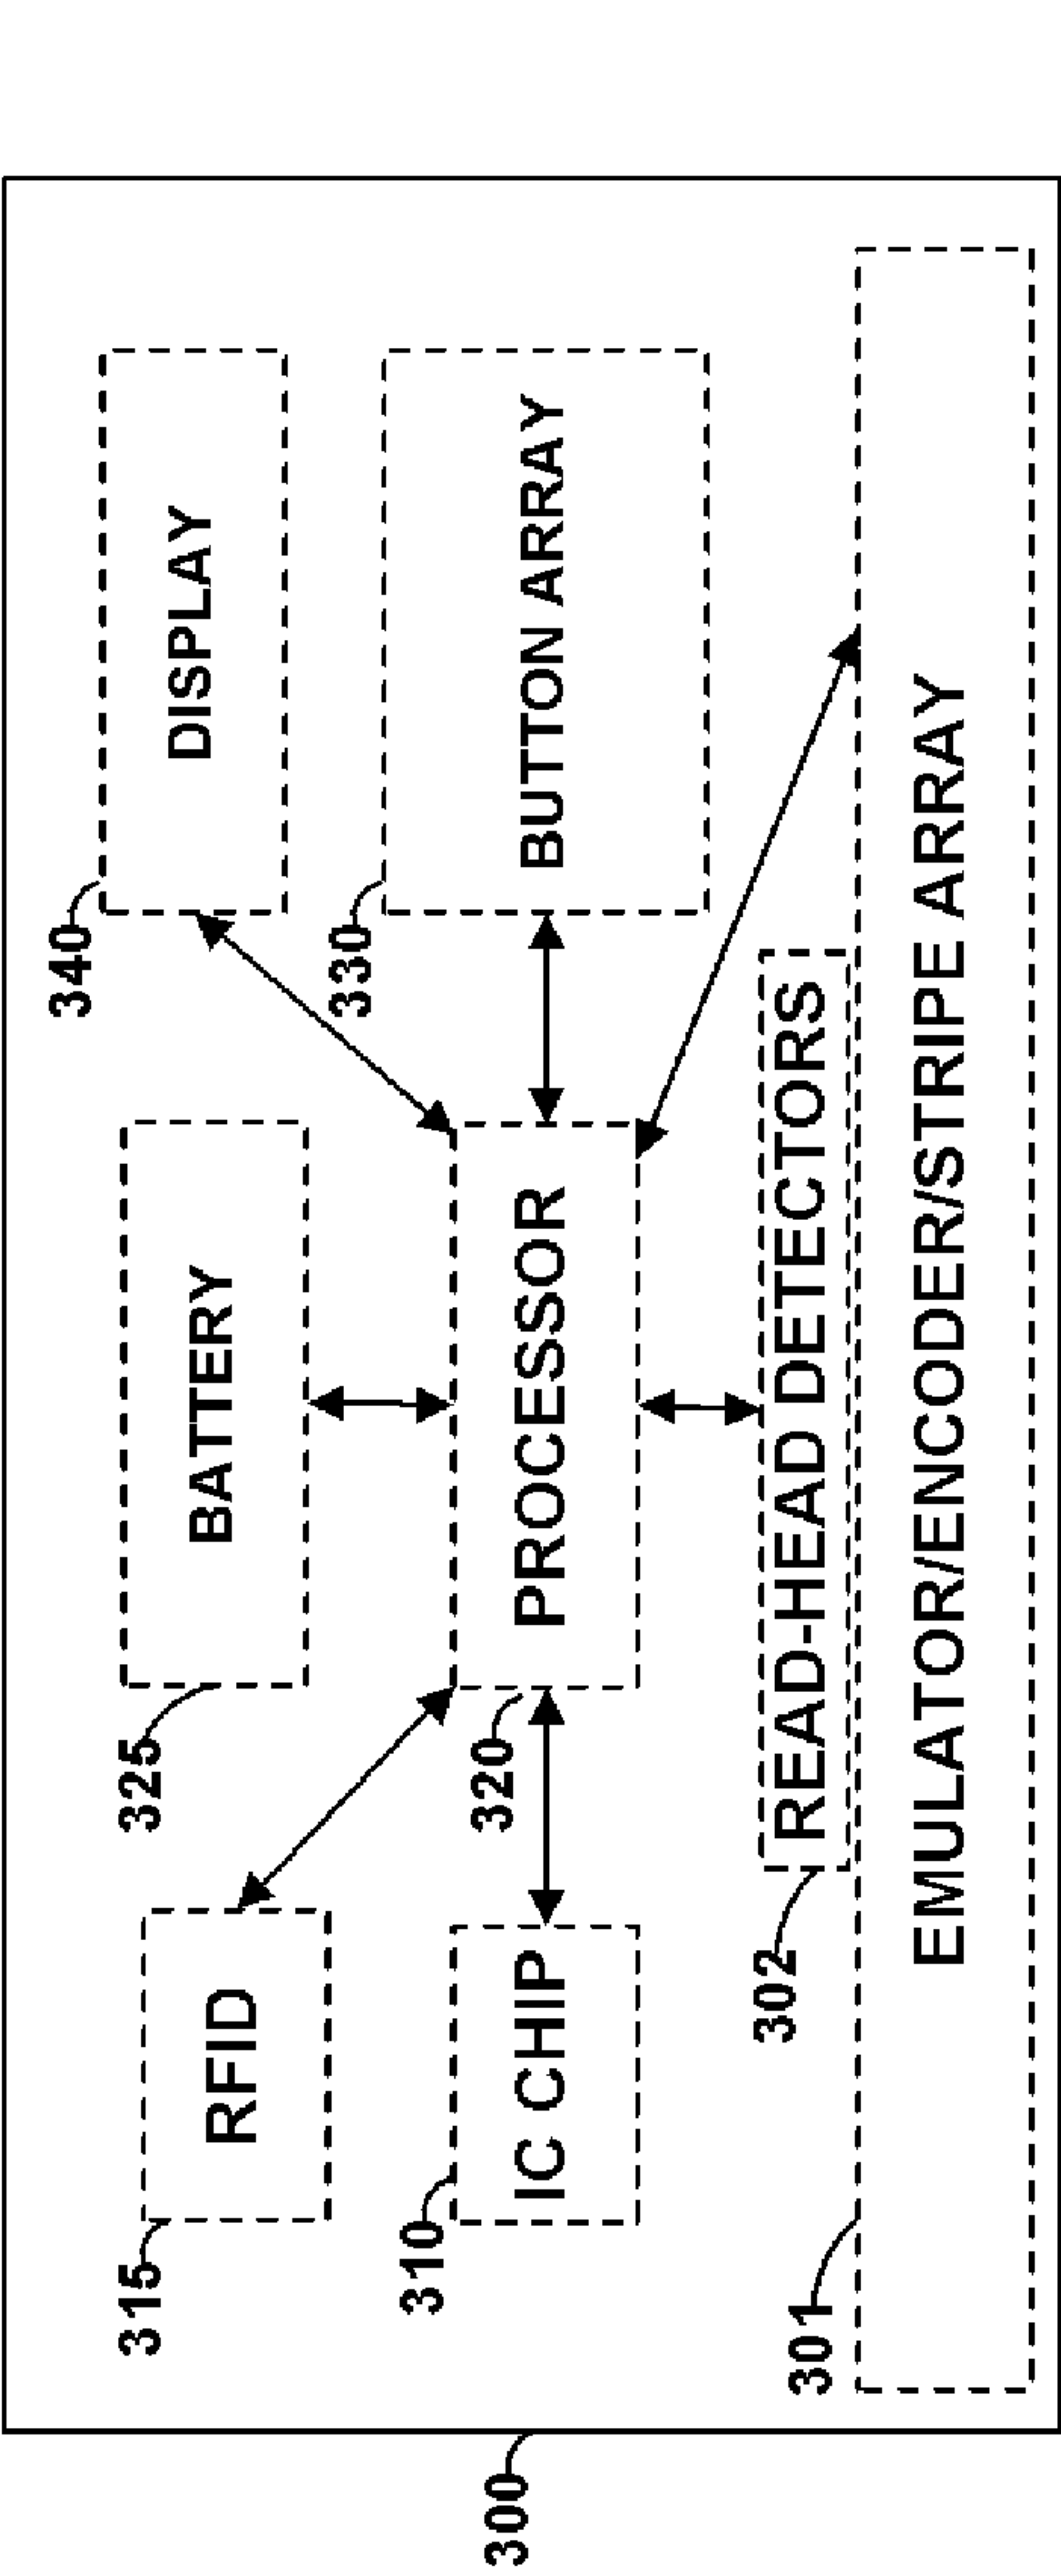 340
DISPLAY
325
BATTERY
315
RFID
330
BUTTON ARRAY
320
PROCESSOR
310
IC CHIP
302
READ-HEAD DETECTORS
301
EMULATOR/ENCODER/STRIPE ARRAY
300